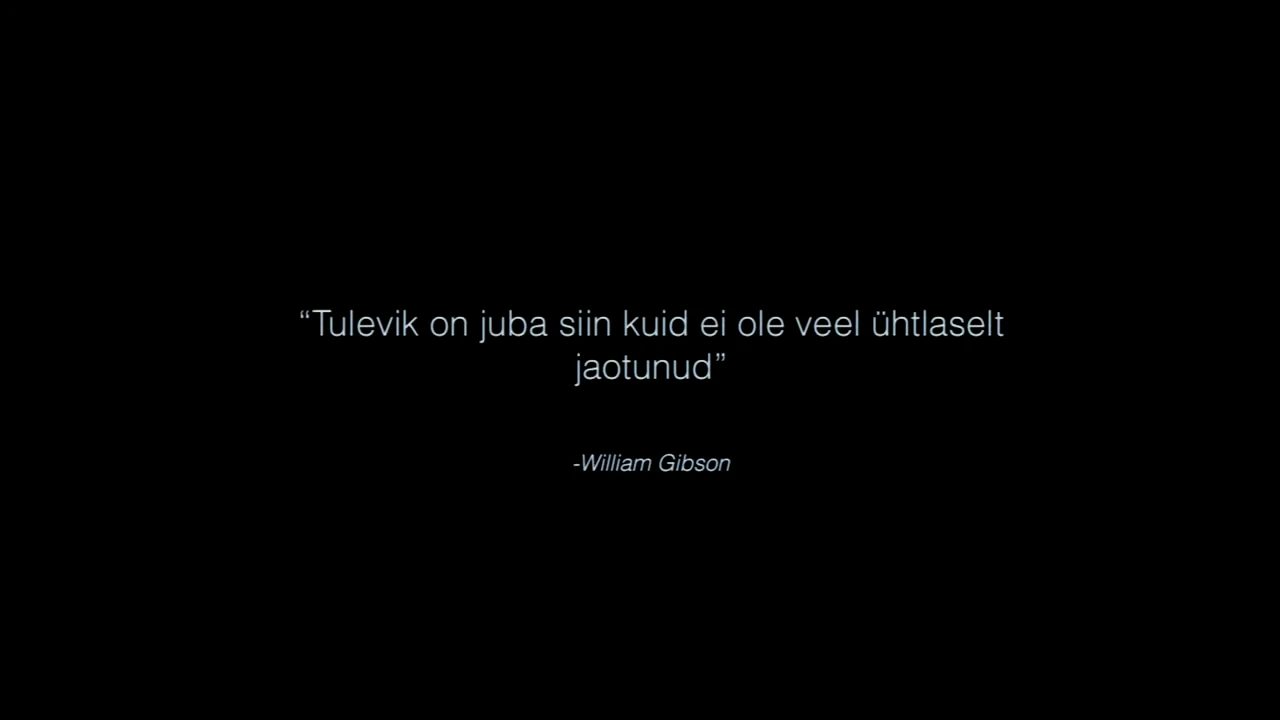 “Tulevik on juba siin kuid ei ole veel ühtlaselt
jaotunud”
-William Gibson